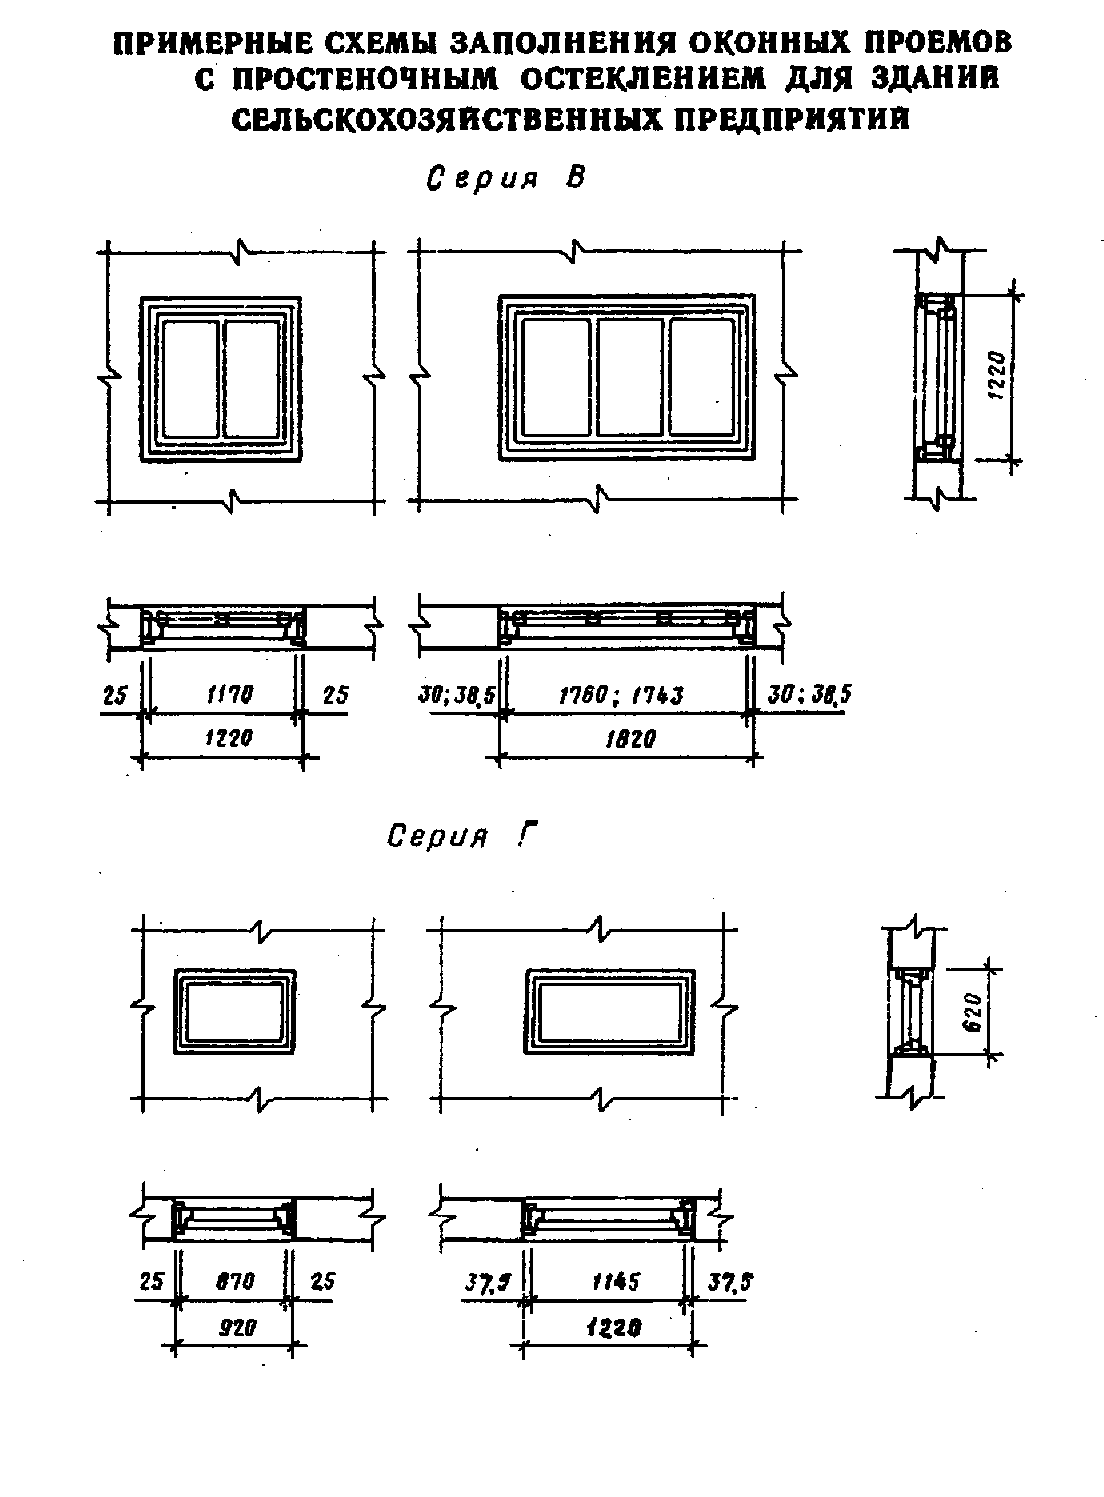 ПРИМЕРНЫЕ СХЕМЫ ЗАПОЛНЕНИЯ ОКОННЫХ ПРОЕМОВ
С ПРОСТЕНОЧНЫМ ОСТЕКЛЕНИЕМ ДЛЯ ЗДАНИЙ
СЕЛЬСКОХОЗЯЙСТВЕННЫХ ПРЕДПРИЯТИЙ
Серия В
1220
25 1170 25 30; 38,5 1760; 1743 30; 38,5
1220 1820
Серия Г
620
25 870 25 37,5 1145 37,5
920 1220